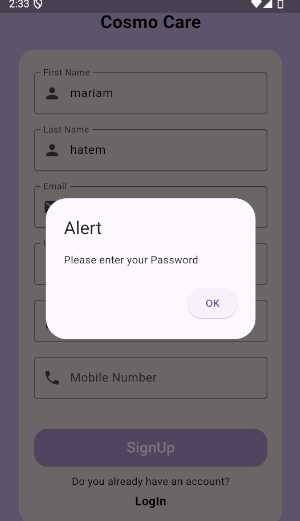 2:33
Cosmo Care
First Name
mariam
Last Name
hatem
Email
Alert
Please enter your Password
OK
Mobile Number
SignUp
Do you already have an account?
LogIn